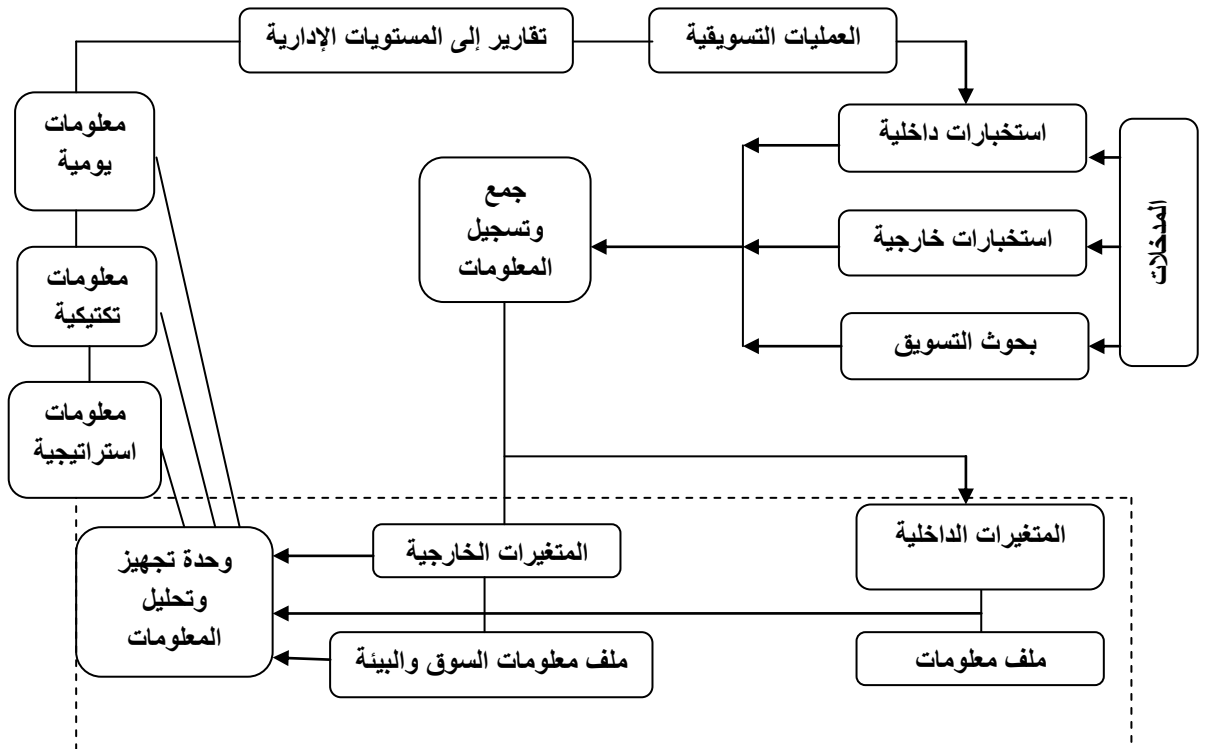 العمليات التسويقية
تقارير إلى المستويات الإدارية
المدخلات
استخبارات داخلية
استخبارات خارجية
بحوث التسويق
جمع
وتسجيل
المعلومات
معلومات
يومية
معلومات
تكتيكية
معلومات
استراتيجية
المتغيرات الداخلية
المتغيرات الخارجية
وحدة تجهيز
وتحليل
المعلومات
ملف معلومات
ملف معلومات السوق والبيئة